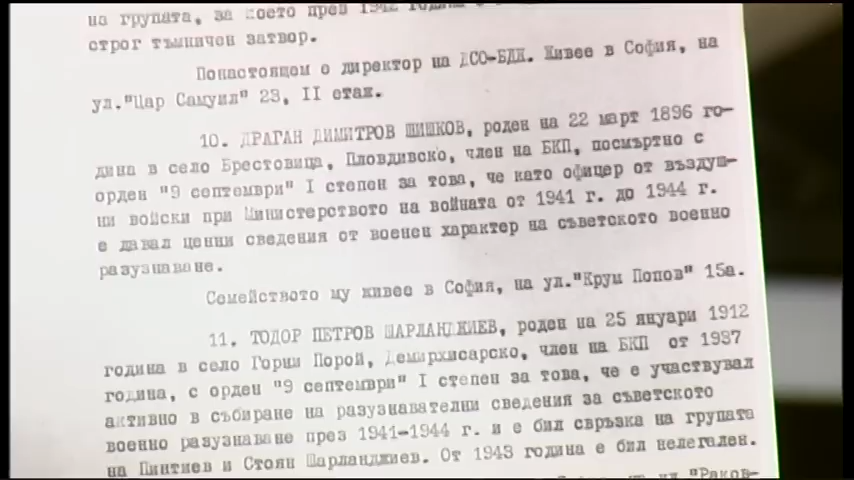 на групата, за което през 1942 година
строг тъмничен затвор.
Понастоящем е директор на ДСО-БДК. Живее в София, на
ул."Цар Самуил" 23, II етаж.
10. ДРАГАН ДИМИТРОВ ШИШКОВ, роден на 22 март 1896 го-
дина в село Брестовица, Пловдивско, член на БКП, посмъртно с
орден "9 септември" I степен за това, че като офицер от въздуш-
ни войски при Министерството на войната от 1941 г. до 1944 г.
е давал ценни сведения от военен характер на съветското военно
разузнаване.
Семейството му живее в София, на ул."Крум Попов" 15а.
11. ТОДОР ПЕТРОВ ШАРЛАНДЖИЕВ, роден на 25 януари 1912
година в село Горни Порой, Демирхисарско, член на БКП от 1937
година, с орден "9 септември" I степен за това, че е участвувал
активно в събиране на разузнавателни сведения за съветското
военно разузнаване през 1941-1944 г. и е бил свръзка на групата
на Пинтиев и Стоян Шарланджиев. От 1943 година е бил нелегален.
ул "Раков-